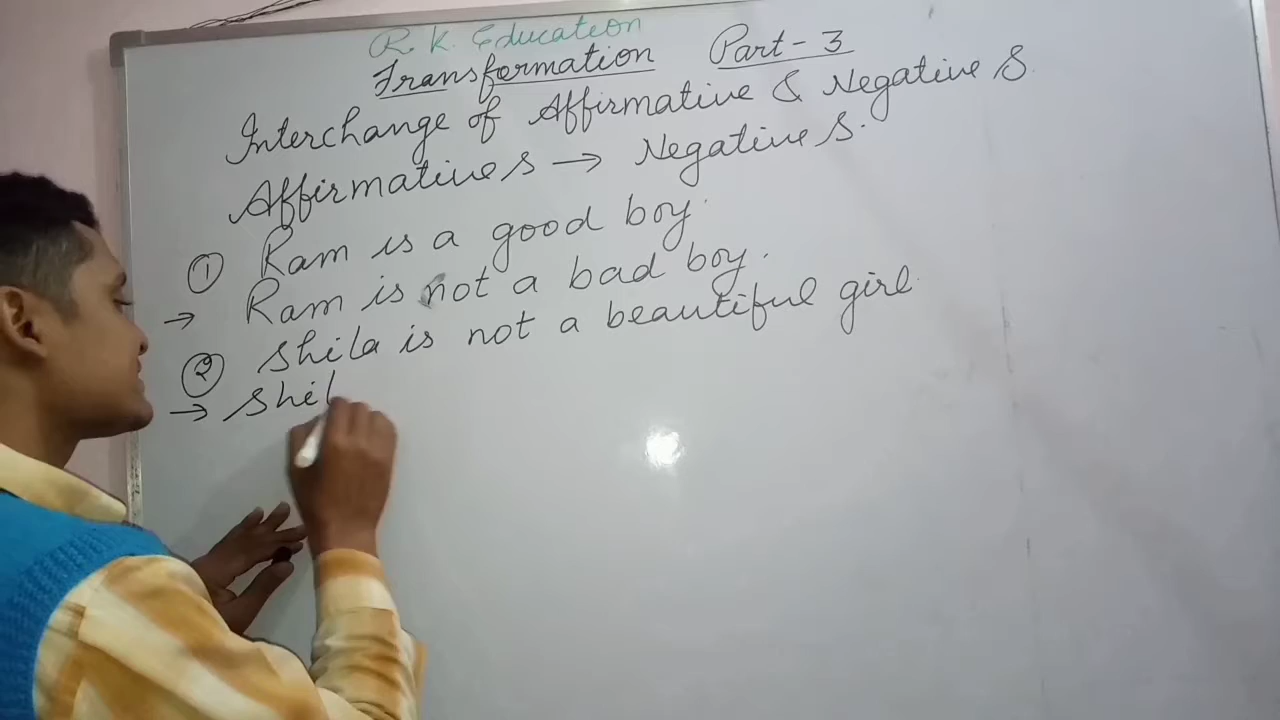 R. K. Education
Transformation Part - 3
Interchange of Affirmative & Negative S.
Affirmative S → Negative S.
① Ram is a good boy.
→ Ram is not a bad boy.
② Shila is not a beautiful girl.
→ Shil